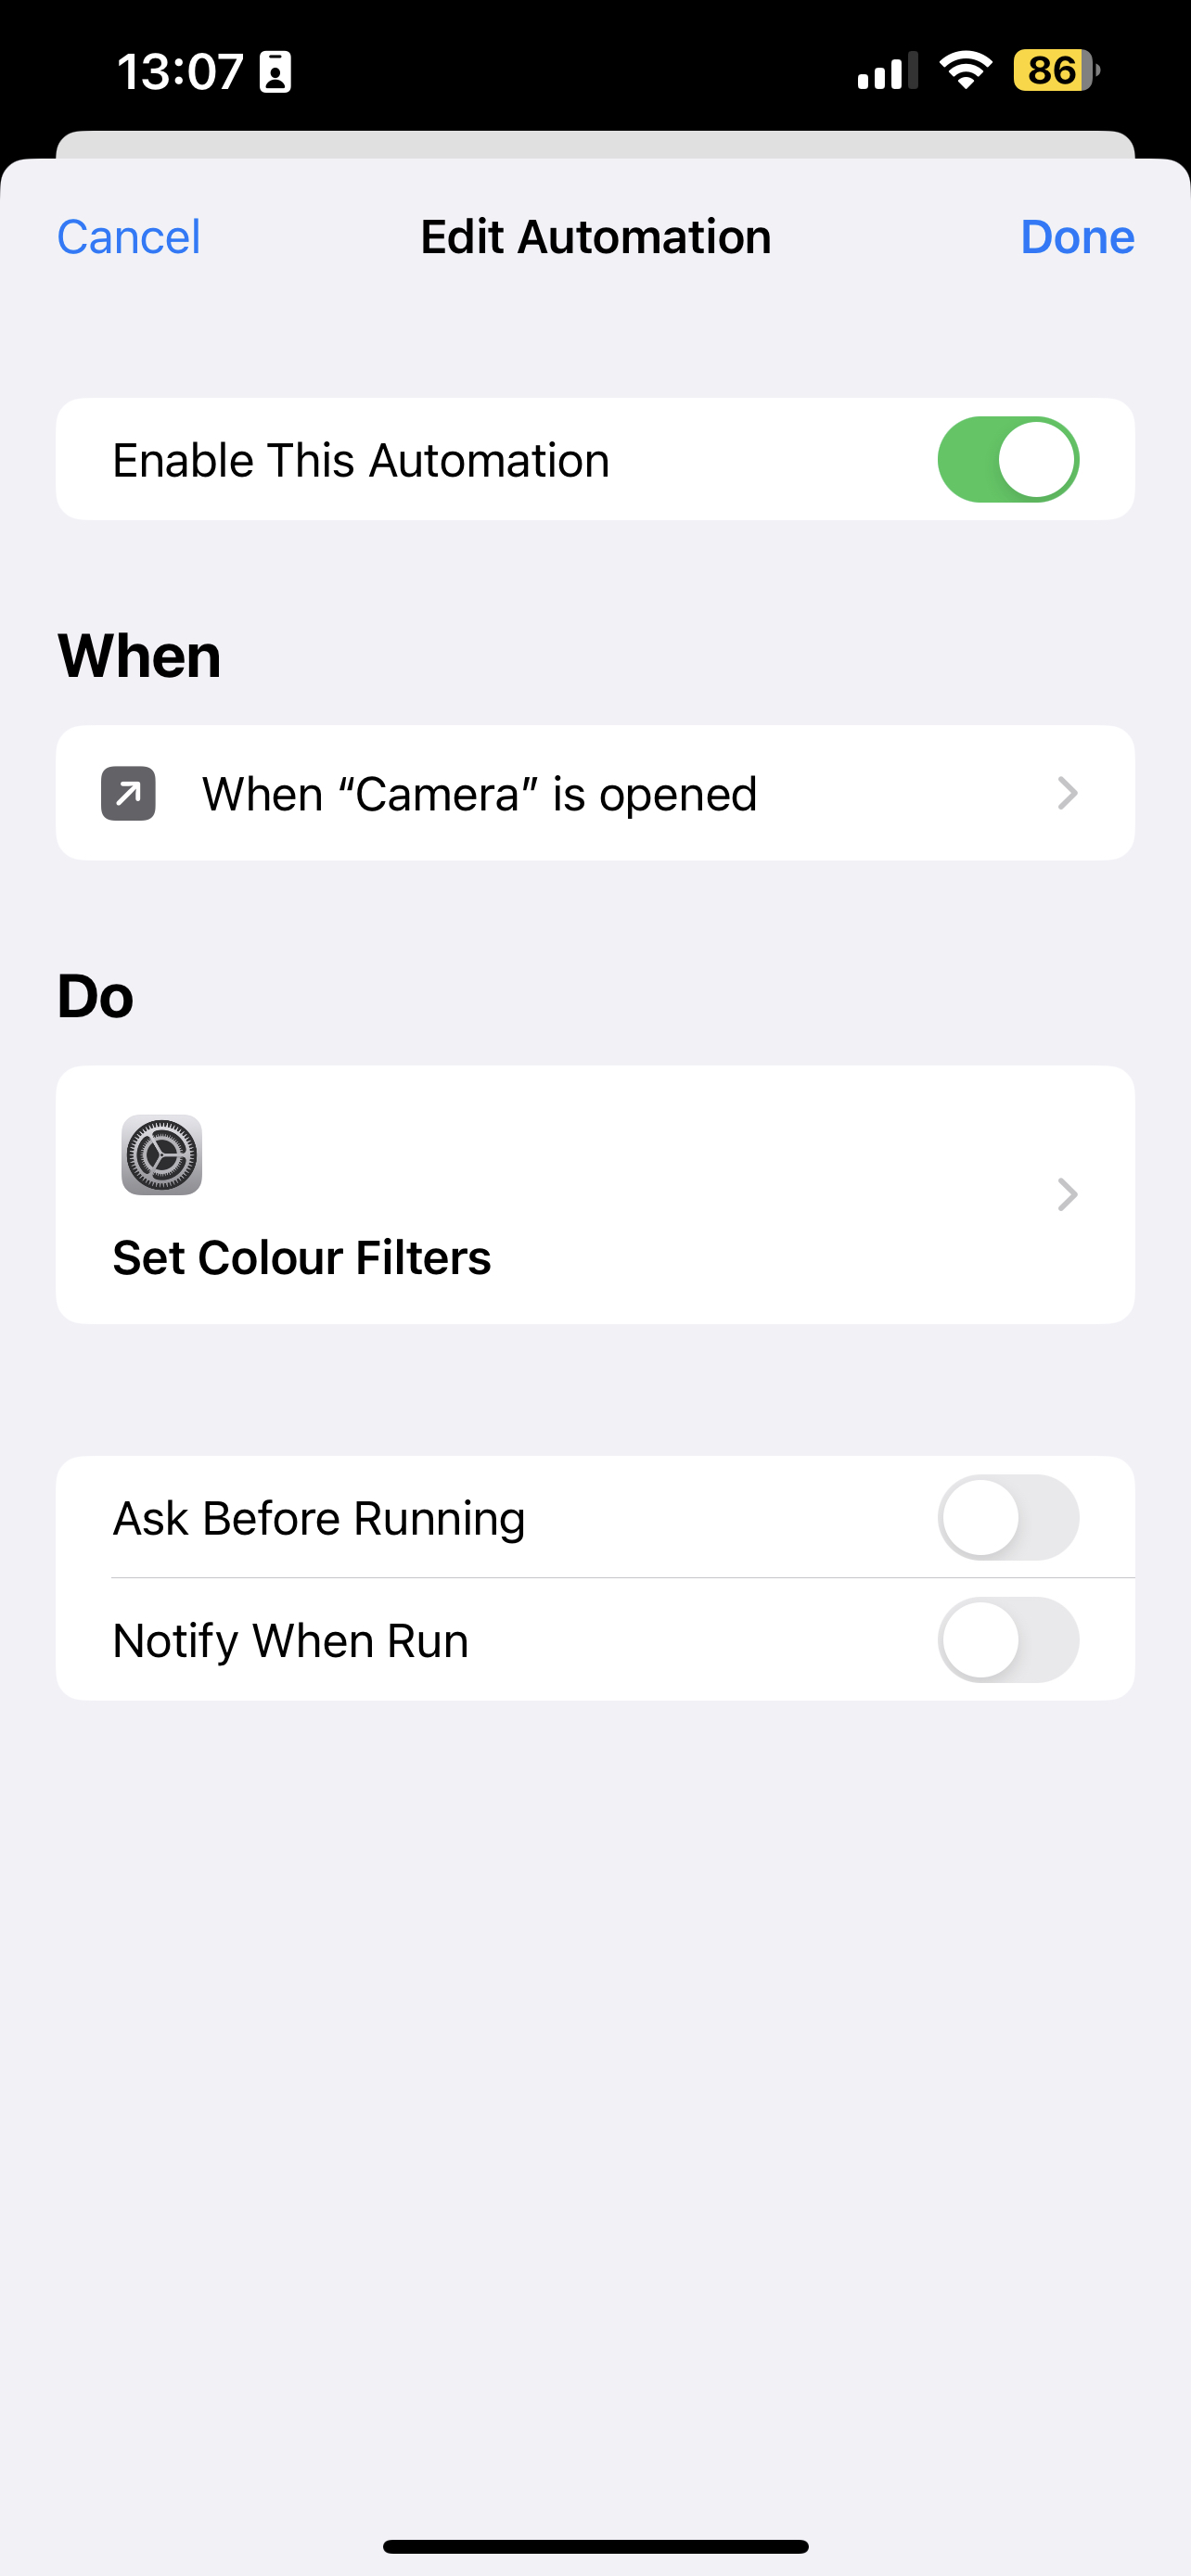 13:07
86
Cancel
Edit Automation
Done
Enable This Automation
When
When “Camera” is opened
Do
Set Colour Filters
Ask Before Running
Notify When Run